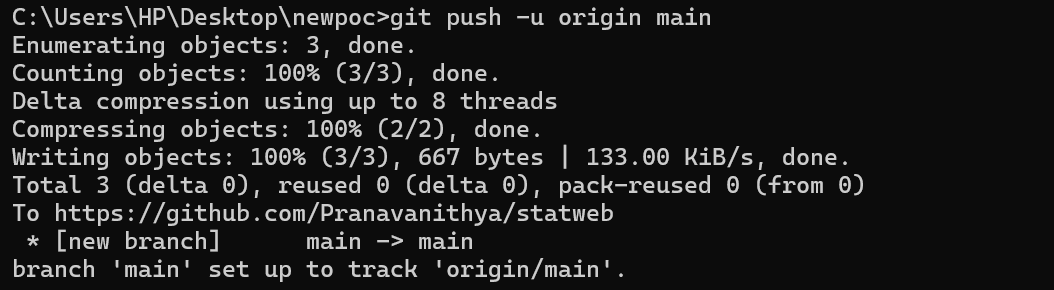 C:\Users\HP\Desktop\newpoc>git push -u origin main
Enumerating objects: 3, done.
Counting objects: 100% (3/3), done.
Delta compression using up to 8 threads
Compressing objects: 100% (2/2), done.
Writing objects: 100% (3/3), 667 bytes | 133.00 KiB/s, done.
Total 3 (delta 0), reused 0 (delta 0), pack-reused 0 (from 0)
To https://github.com/Pranavanithya/statweb
 * [new branch]      main -> main
branch 'main' set up to track 'origin/main'.